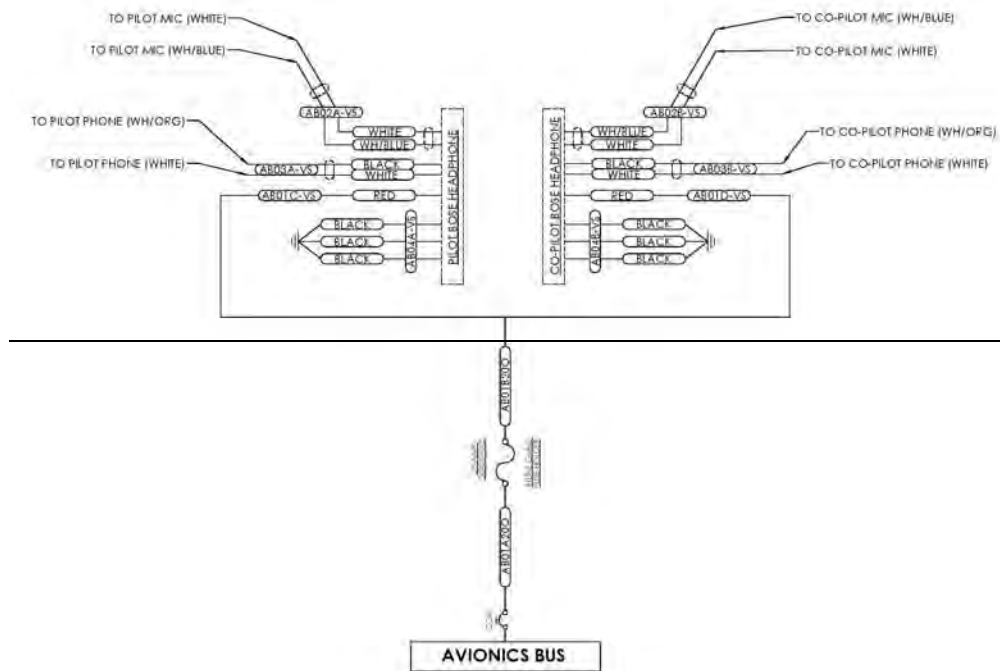 TO PILOT MIC (WHITE)
TO PILOT MIC (WH/BLUE)
AB02A-VS
TO PILOT PHONE (WH/ORG)
TO PILOT PHONE (WHITE)
AB03A-VS
AB01C-VS
WHITE
WH/BLUE
BLACK
WHITE
RED
BLACK
BLACK
BLACK
AB04A-VS
PILOT BOSE HEADPHONE
TO CO-PILOT MIC (WH/BLUE)
TO CO-PILOT MIC (WHITE)
AB02B-VS
CO-PILOT BOSE HEADPHONE
WH/BLUE
WHITE
BLACK
WHITE
RED
TO CO-PILOT PHONE (WH/ORG)
TO CO-PILOT PHONE (WHITE)
AB03B-VS
AB01D-VS
AB04B-VS
BLACK
BLACK
BLACK
AB01B20O
AB01A20O
AVIONICS BUS